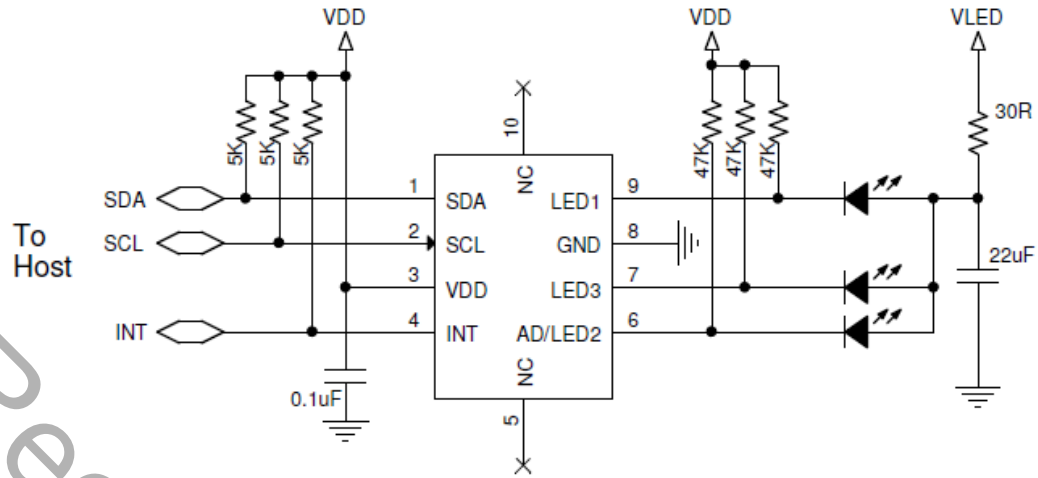 VDD
VDD
VLED
30R
5K
5K
5K
47K
47K
47K
10
NC
1
SDA
SDA
LED1
9
To
Host
SCL
2
SCL
GND
8
22uF
3
VDD
LED3
7
INT
4
INT
AD/LED2
6
NC
0.1uF
5